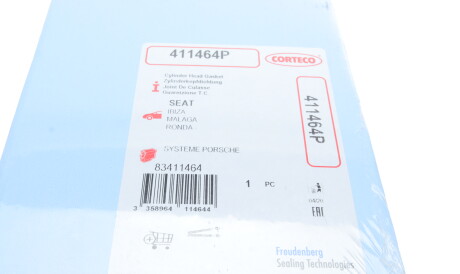 411464P
CORTECO
Cylinder Head Gasket
Zylinderkopfdichtung
Joint De Culasse
Guarnizione T.C.
SEAT
IBIZA
MALAGA
RONDA
411464P
SYSTEME PORSCHE
83411464
1 PC
3 358964 114644
EAC
Freudenberg
Sealing Technologies